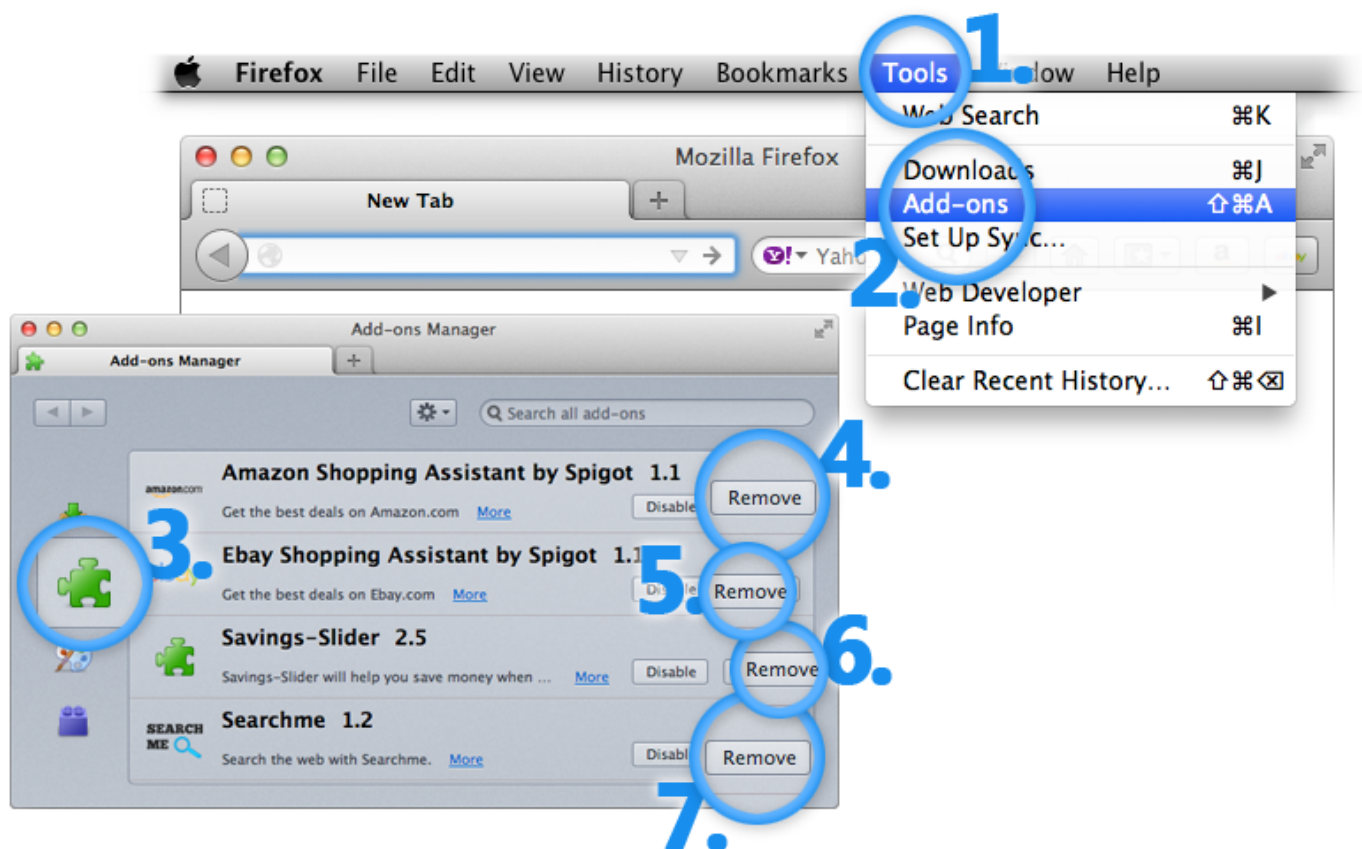 1.
Firefox File Edit View History Bookmarks Tools Window Help
Web Search ⌘K
Downloads ⌘J
Add-ons ⇧⌘A
Set Up Sync...
2.
Web Developer ▶
Page Info ⌘I
Clear Recent History... ⇧⌘⌫
Mozilla Firefox
New Tab
Add-ons Manager
Add-ons Manager
Search all add-ons
3.
amazon.com
Amazon Shopping Assistant by Spigot 1.1
Get the best deals on Amazon.com More
Disable Remove
4.
Ebay Shopping Assistant by Spigot 1.1
Get the best deals on Ebay.com More
5.
Disable Remove
Savings-Slider 2.5
Savings-Slider will help you save money when ... More
Disable Remove
6.
SEARCH
ME
Searchme 1.2
Search the web with Searchme. More
Disable Remove
7.